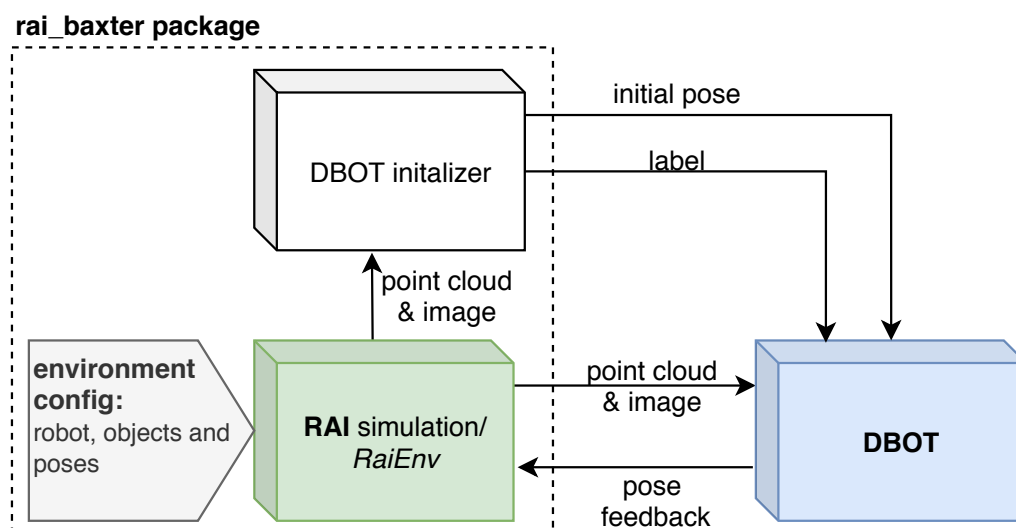 rai_baxter package
initial pose
DBOT initalizer
label
point cloud
& image
environment
config:
robot, objects and
poses
RAI simulation/
RaiEnv
point cloud
& image
DBOT
pose
feedback